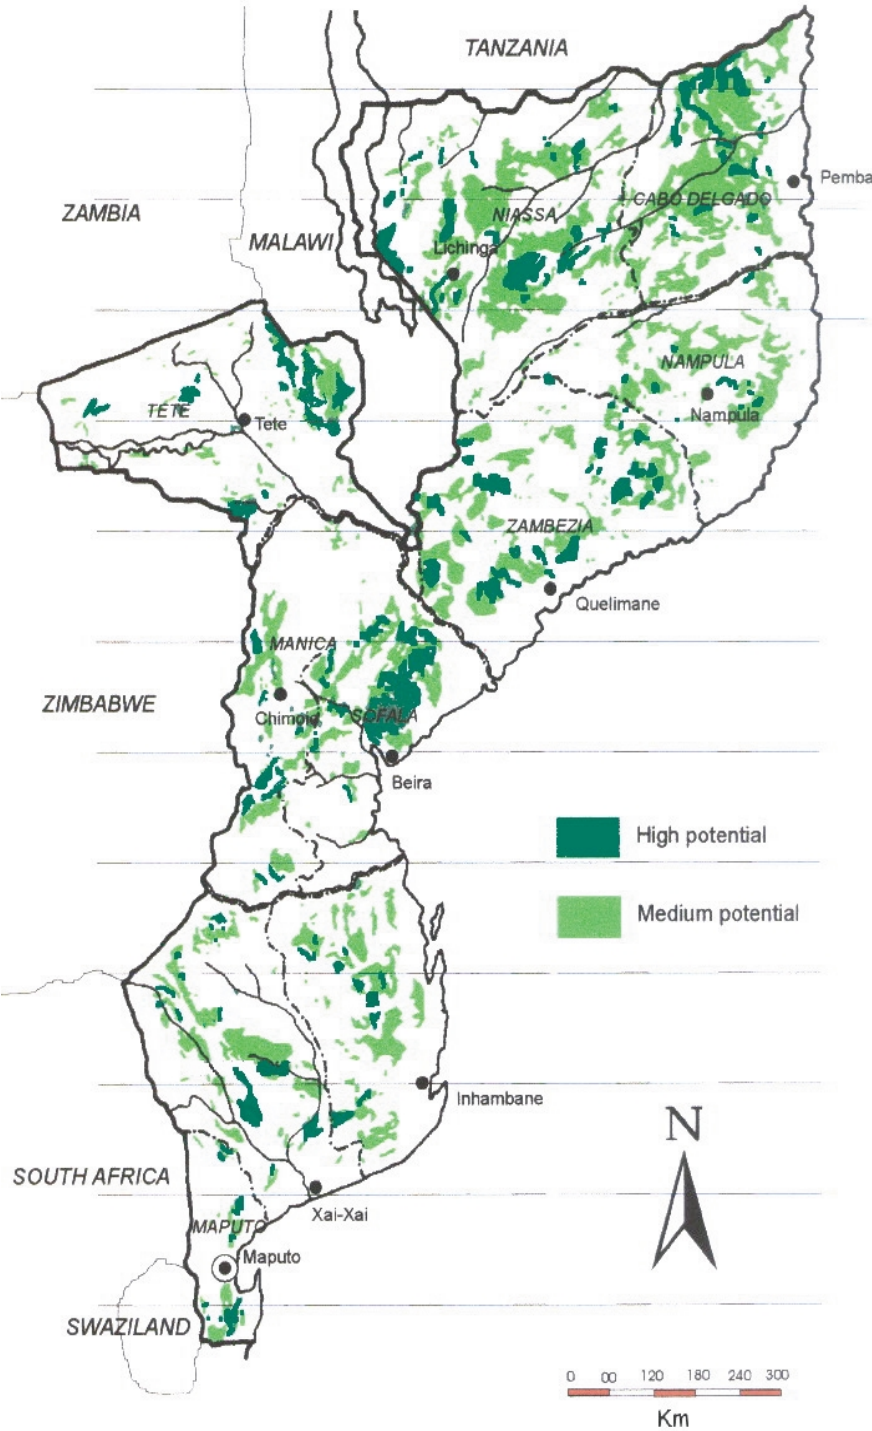 TANZANIA
Pemba
ZAMBIA
CABO DELGADO
NIASSA
MALAWI
Lichinga
NAMPULA
Nampula
TETE
Tete
ZAMBEZIA
Quelimane
MANICA
ZIMBABWE
Chimoio
SOFALA
Beira
High potential
Medium potential
Inhambane
N
SOUTH AFRICA
Xai-Xai
MAPUTO
Maputo
SWAZILAND
0 00 120 180 240 300
Km